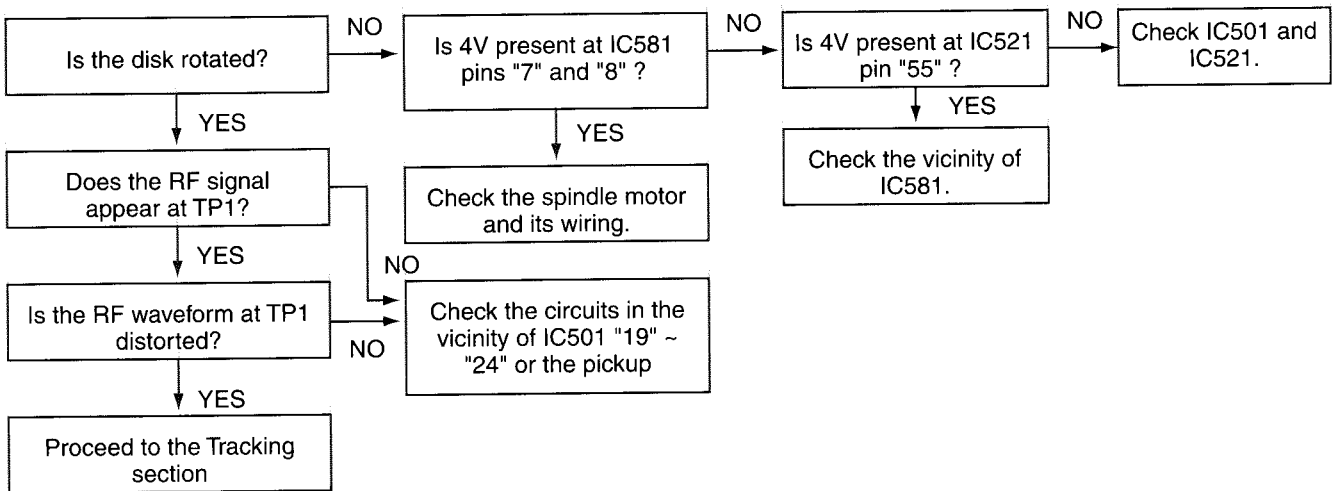 Is the disk rotated?
NO
Is 4V present at IC581
pins "7" and "8" ?
NO
Is 4V present at IC521
pin "55" ?
NO
Check IC501 and
IC521.
YES
YES
YES
Does the RF signal
appear at TP1?
Check the spindle motor
and its wiring.
Check the vicinity of
IC581.
YES
NO
Is the RF waveform at TP1
distorted?
NO
Check the circuits in the
vicinity of IC501 "19" ~
"24" or the pickup
YES
Proceed to the Tracking
section